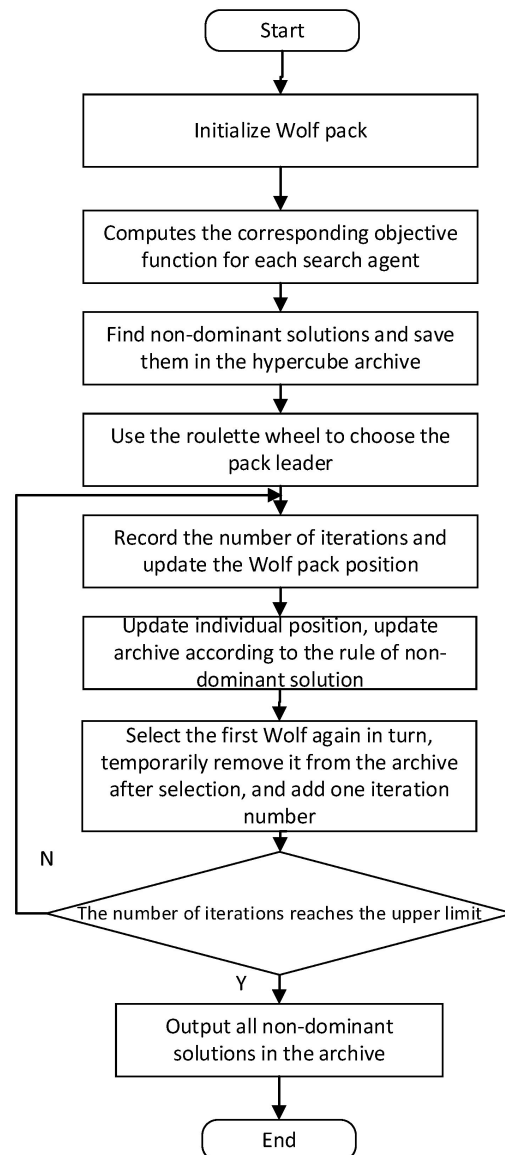 Start
Initialize Wolf pack
Computes the corresponding objective
function for each search agent
Find non-dominant solutions and save
them in the hypercube archive
Use the roulette wheel to choose the
pack leader
Record the number of iterations and
update the Wolf pack position
Update individual position, update
archive according to the rule of non-
dominant solution
Select the first Wolf again in turn,
temporarily remove it from the archive
after selection, and add one iteration
number
N
The number of iterations reaches the upper limit
Y
Output all non-dominant
solutions in the archive
End